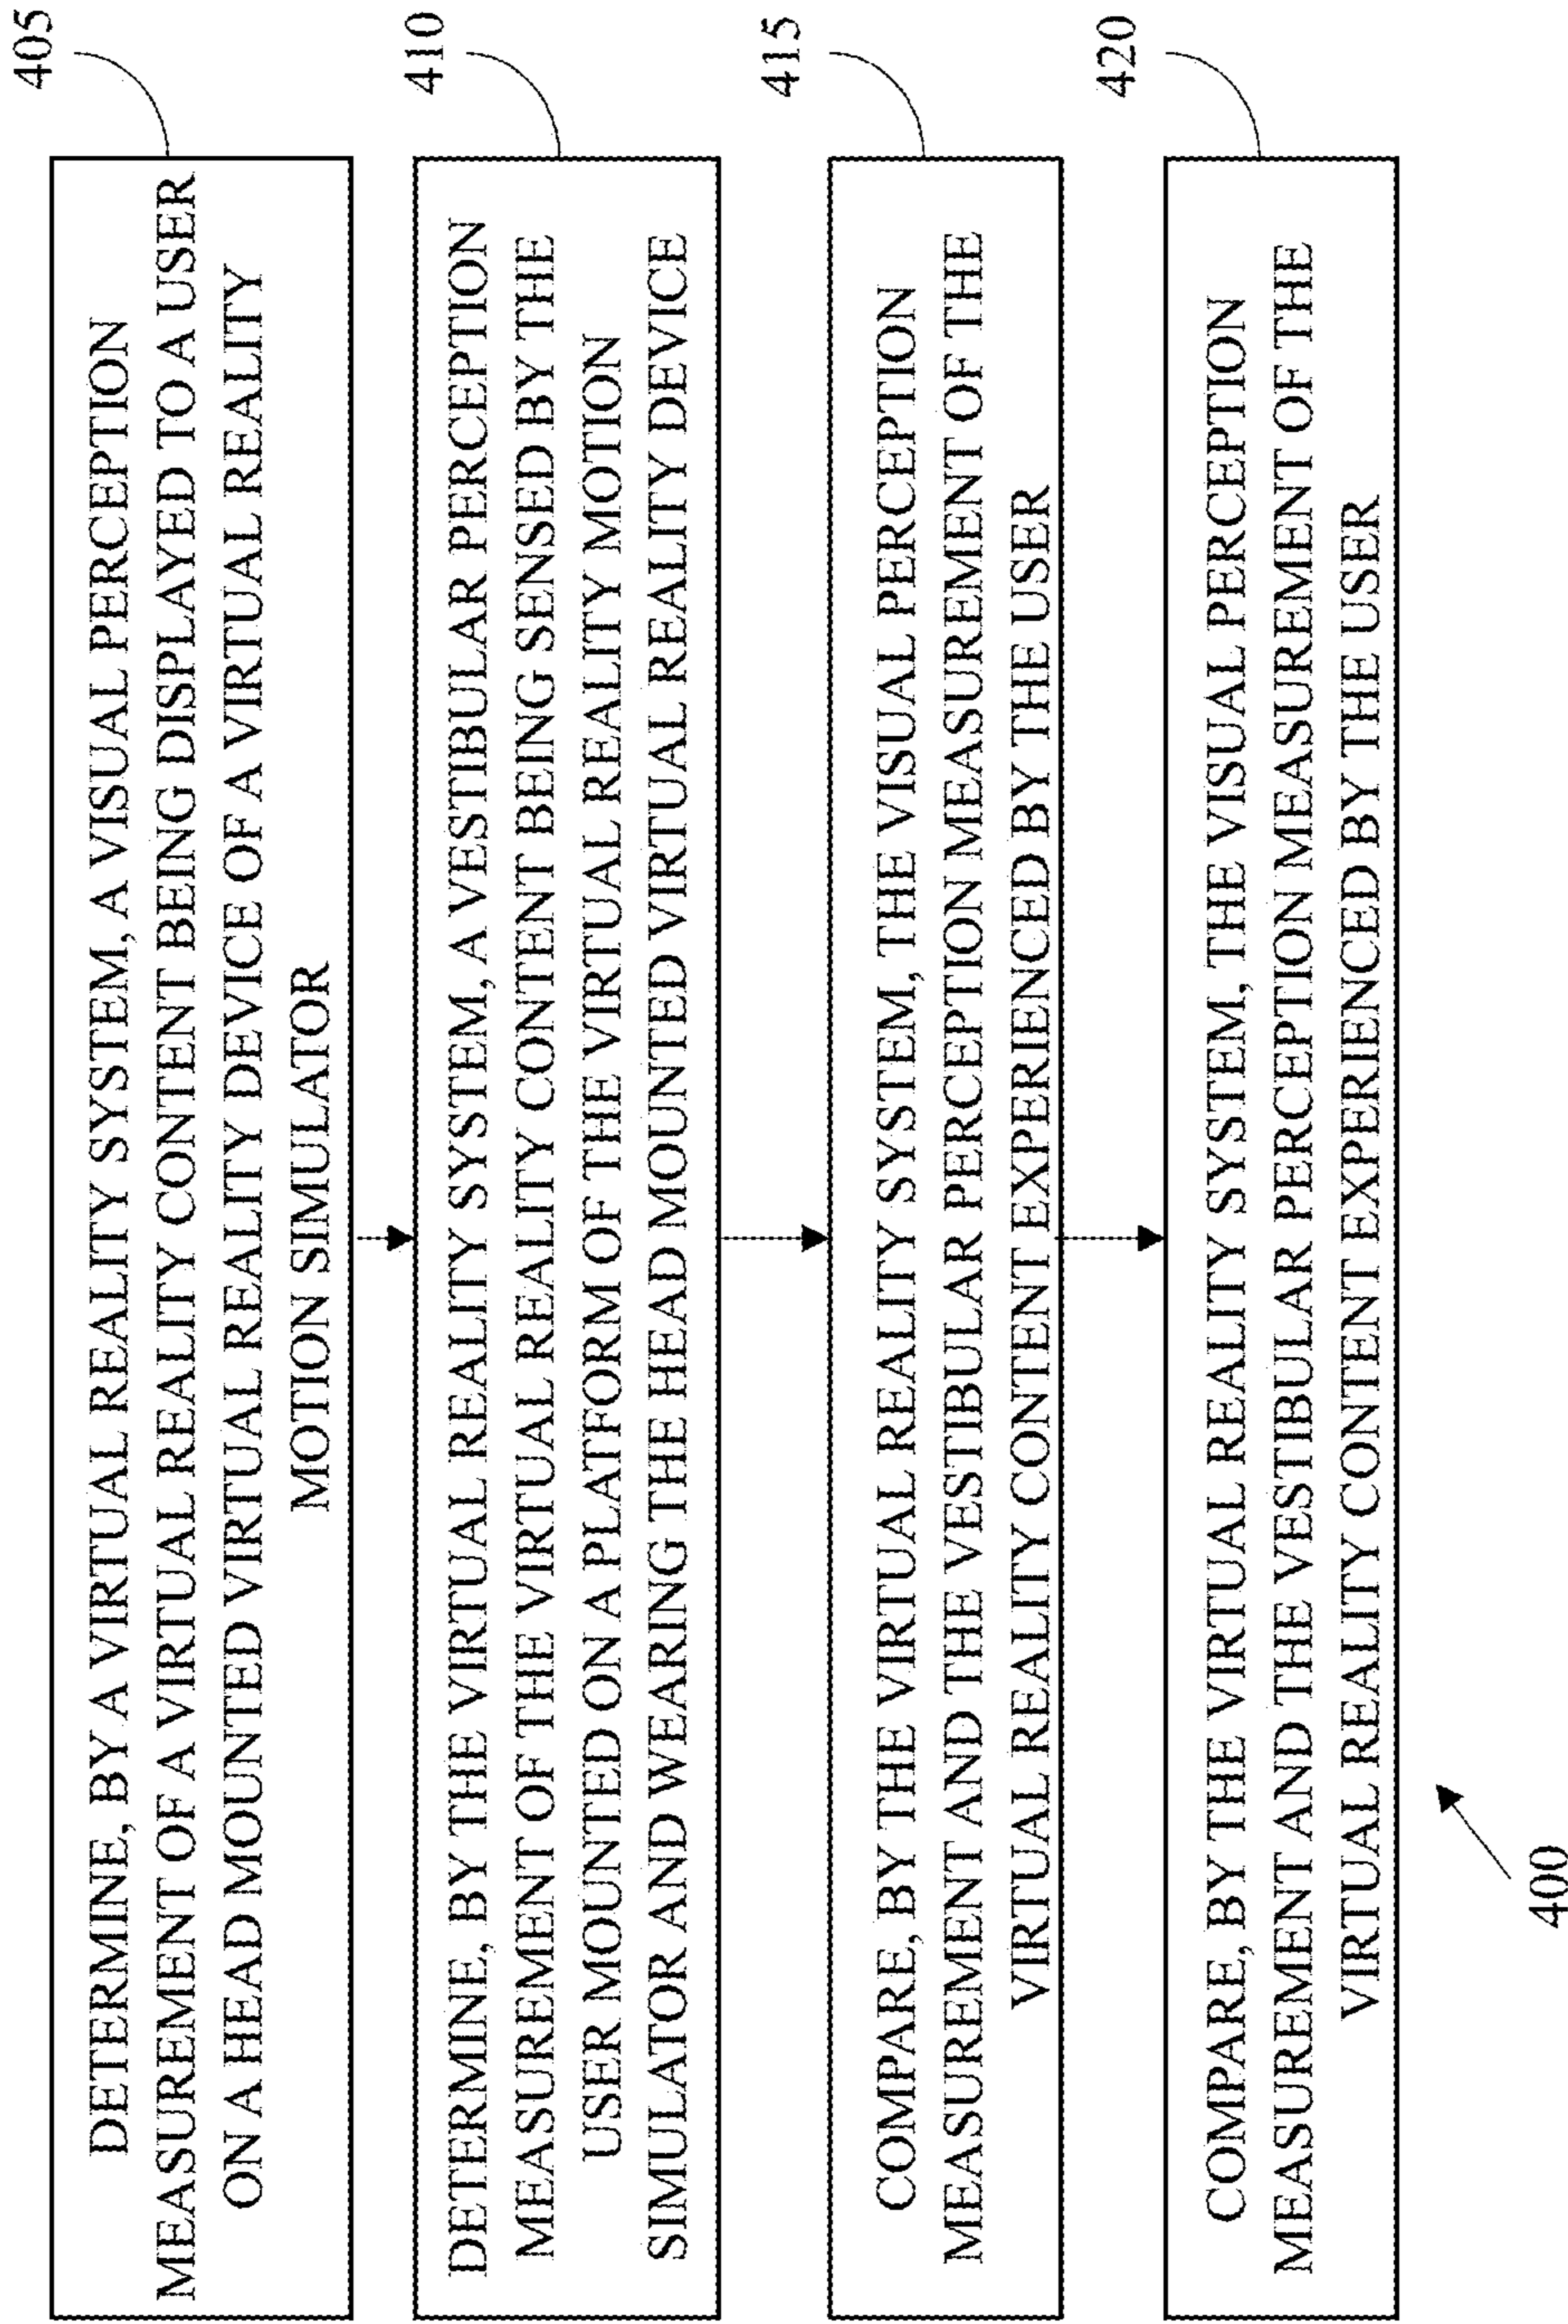 DETERMINE, BY A VIRTUAL REALITY SYSTEM, A VISUAL PERCEPTION
MEASUREMENT OF A VIRTUAL REALITY CONTENT BEING DISPLAYED TO A USER
ON A HEAD MOUNTED VIRTUAL REALITY DEVICE OF A VIRTUAL REALITY
MOTION SIMULATOR
405
DETERMINE, BY THE VIRTUAL REALITY SYSTEM, A VESTIBULAR PERCEPTION
MEASUREMENT OF THE VIRTUAL REALITY CONTENT BEING SENSED BY THE
USER MOUNTED ON A PLATFORM OF THE VIRTUAL REALITY MOTION
SIMULATOR AND WEARING THE HEAD MOUNTED VIRTUAL REALITY DEVICE
410
COMPARE, BY THE VIRTUAL REALITY SYSTEM, THE VISUAL PERCEPTION
MEASUREMENT AND THE VESTIBULAR PERCEPTION MEASUREMENT OF THE
VIRTUAL REALITY CONTENT EXPERIENCED BY THE USER
415
COMPARE, BY THE VIRTUAL REALITY SYSTEM, THE VISUAL PERCEPTION
MEASUREMENT AND THE VESTIBULAR PERCEPTION MEASUREMENT OF THE
VIRTUAL REALITY CONTENT EXPERIENCED BY THE USER
420
400